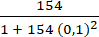 154
1 + 154 (0,1)²